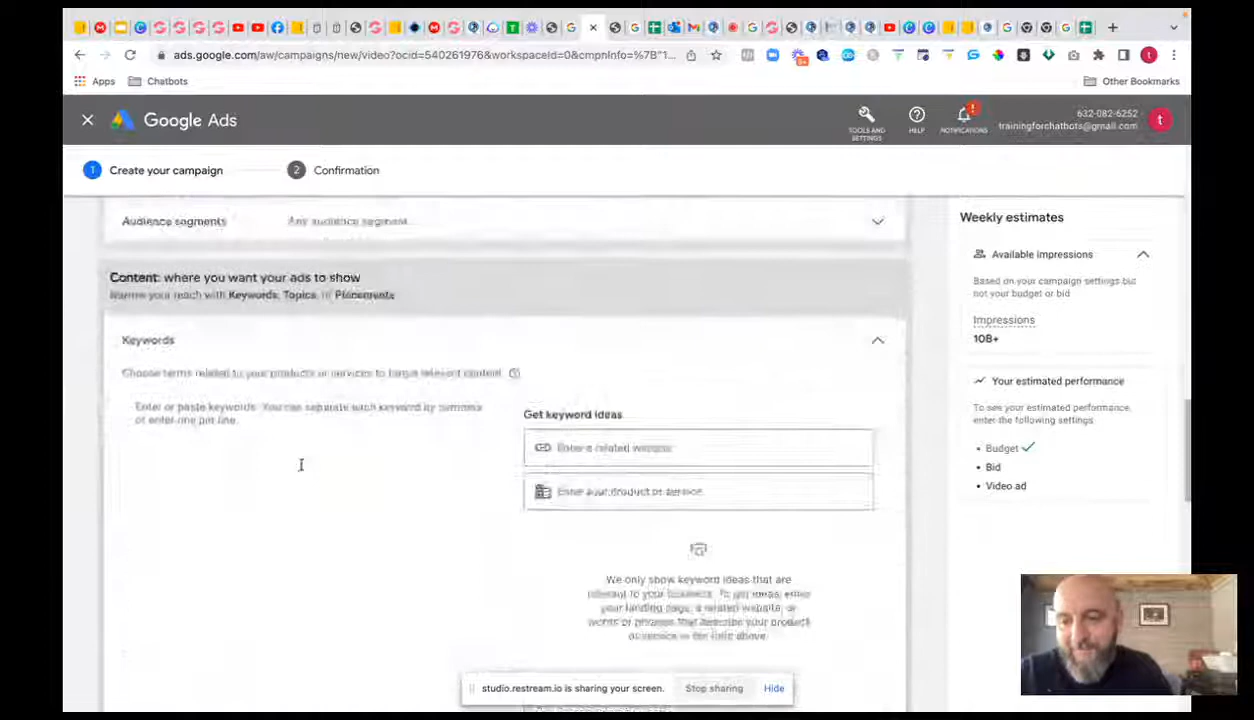 ads.google.com/aw/campaigns/new/video?ocid=540261976&workspaceId=0&cmpnInfo=%7B"1...
Apps
Chatbots
Other Bookmarks
Google Ads
TOOLS AND
SETTINGS
HELP
NOTIFICATIONS
632-082-6252
trainingforchatbots@gmail.com
t
1 Create your campaign
2 Confirmation
Audience segments
Any audience segment
Content: where you want your ads to show
Narrow your reach with Keywords, Topics, or Placements
Keywords
Choose terms related to your products or services to target relevant content.
Enter or paste keywords. You can separate each keyword by commas
or enter one per line.
Get keyword ideas
Enter a related website
Enter your product or service
We only show keyword ideas that are
relevant to your business. To get ideas, enter
your landing page, a related website, or
words or phrases that describe your product
or service in the field above.
Weekly estimates
Available impressions
Based on your campaign settings but
not your budget or bid
Impressions
10B+
Your estimated performance
To see your estimated performance,
enter the following settings:
• Budget
• Bid
• Video ad
studio.restream.io is sharing your screen.
Stop sharing
Hide